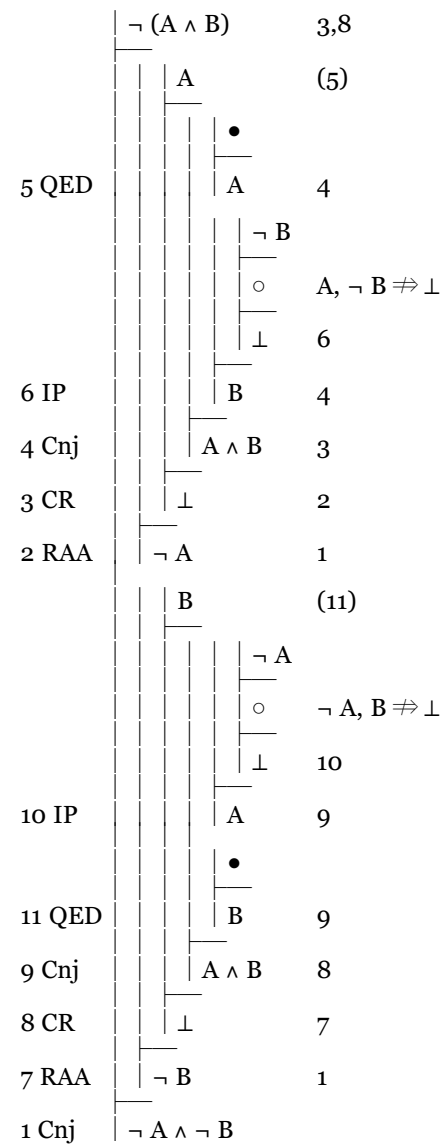 ¬ (A ∧ B) 3,8
A (5)
●
5 QED A 4
¬ B
○ A, ¬ B ⇏ ⊥
⊥ 6
6 IP B 4
4 Cnj A ∧ B 3
3 CR ⊥ 2
2 RAA ¬ A 1
B (11)
¬ A
○ ¬ A, B ⇏ ⊥
⊥ 10
10 IP A 9
●
11 QED B 9
9 Cnj A ∧ B 8
8 CR ⊥ 7
7 RAA ¬ B 1
1 Cnj ¬ A ∧ ¬ B